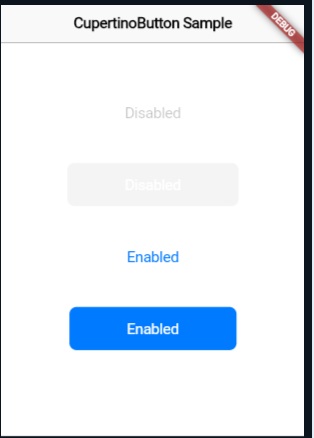 CupertinoButton Sample
DEBUG
Disabled
Disabled
Enabled
Enabled